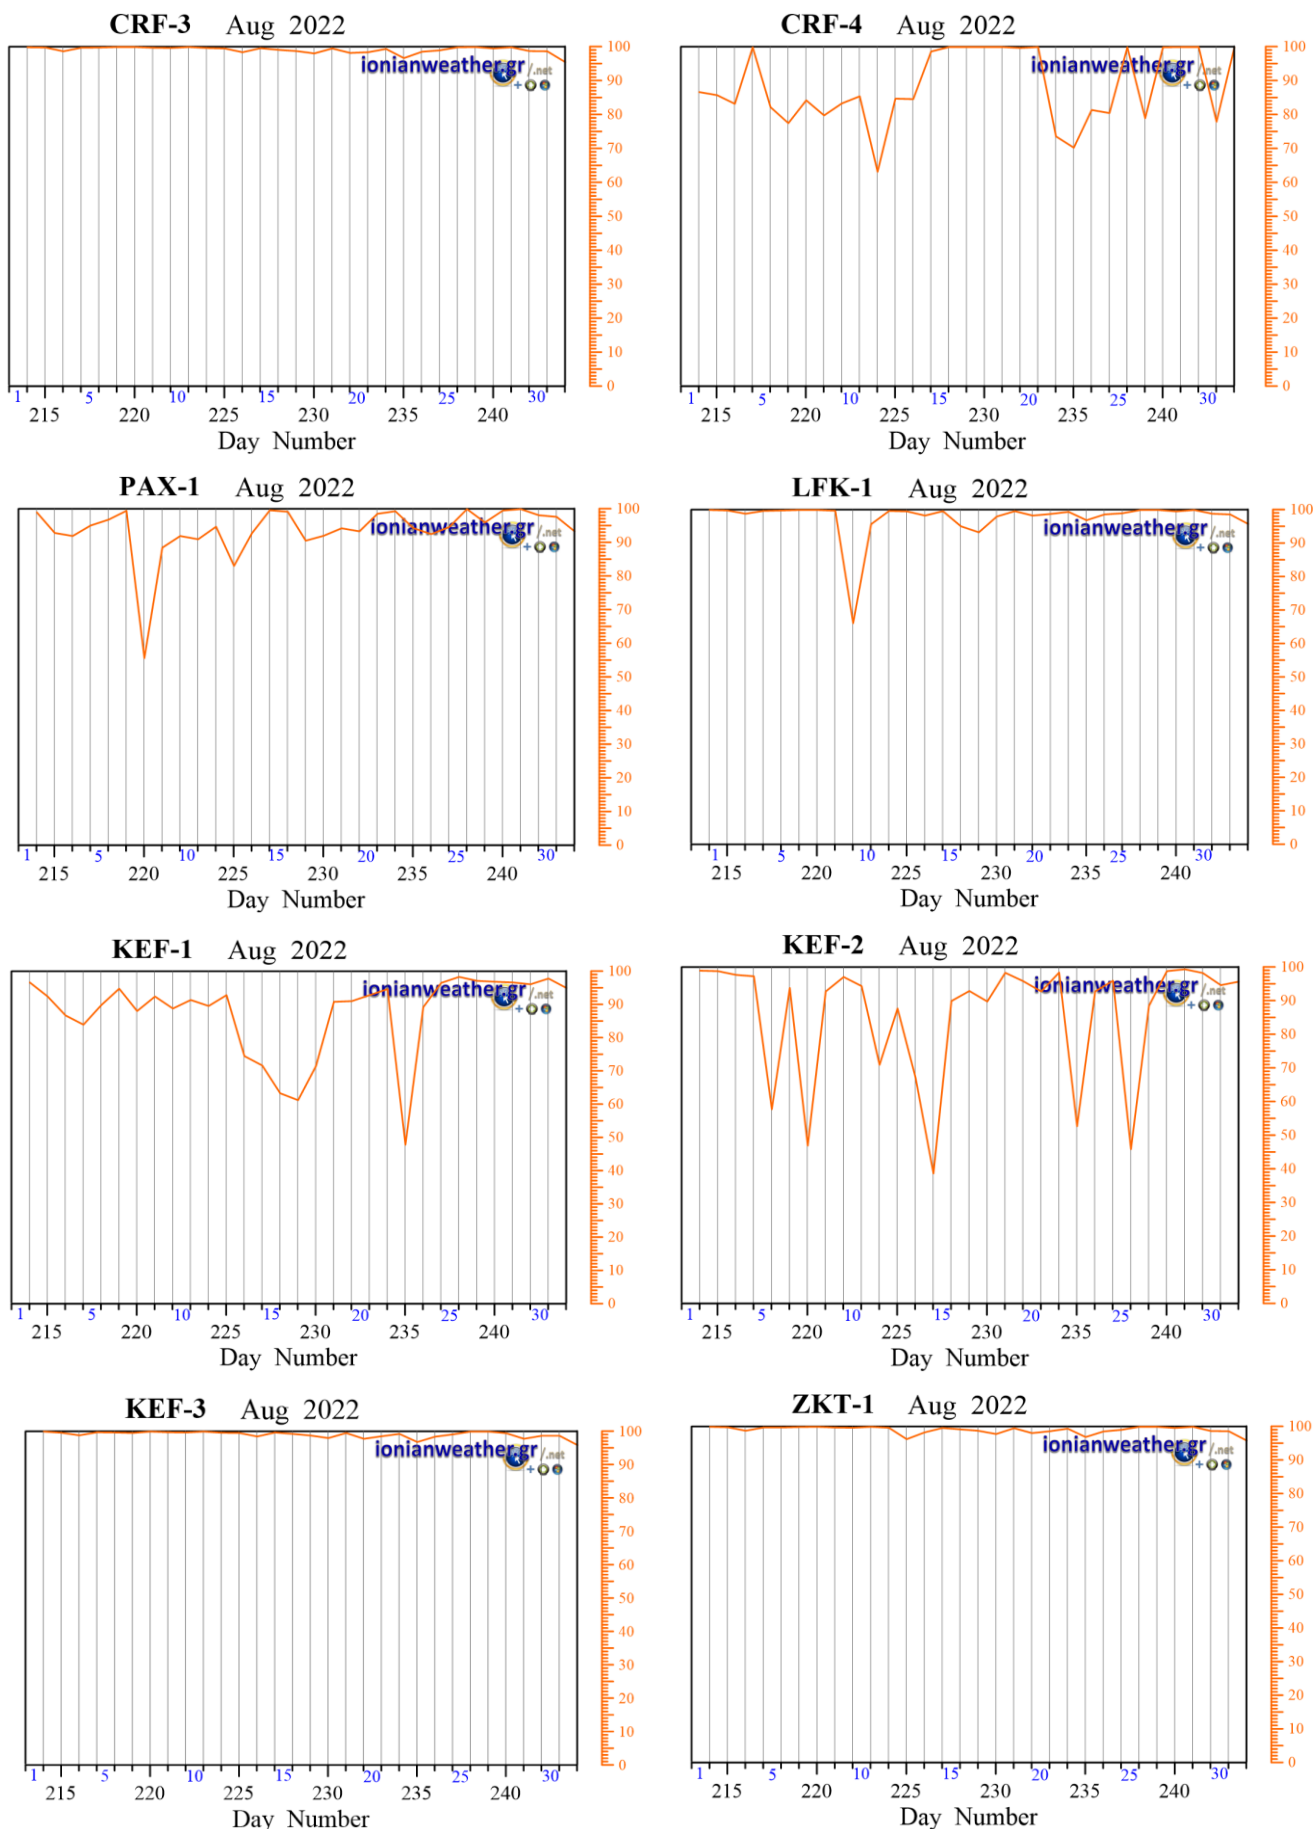 CRF-3 Aug 2022
ionianweather.gr /.net
100
90
80
70
60
50
40
30
20
10
0
1 5 10 15 20 25 30
215 220 225 230 235 240
Day Number
CRF-4 Aug 2022
ionianweather.gr /.net
100
90
80
70
60
50
40
30
20
10
0
1 5 10 15 20 25 30
215 220 225 230 235 240
Day Number
PAX-1 Aug 2022
ionianweather.gr /.net
100
90
80
70
60
50
40
30
20
10
0
1 5 10 15 20 25 30
215 220 225 230 235 240
Day Number
LFK-1 Aug 2022
ionianweather.gr /.net
100
90
80
70
60
50
40
30
20
10
0
1 5 10 15 20 25 30
215 220 225 230 235 240
Day Number
KEF-1 Aug 2022
ionianweather.gr /.net
100
90
80
70
60
50
40
30
20
10
0
1 5 10 15 20 25 30
215 220 225 230 235 240
Day Number
KEF-2 Aug 2022
ionianweather.gr /.net
100
90
80
70
60
50
40
30
20
10
0
1 5 10 15 20 25 30
215 220 225 230 235 240
Day Number
KEF-3 Aug 2022
ionianweather.gr /.net
100
90
80
70
60
50
40
30
20
10
0
1 5 10 15 20 25 30
215 220 225 230 235 240
Day Number
ZKT-1 Aug 2022
ionianweather.gr /.net
100
90
80
70
60
50
40
30
20
10
0
1 5 10 15 20 25 30
215 220 225 230 235 240
Day Number